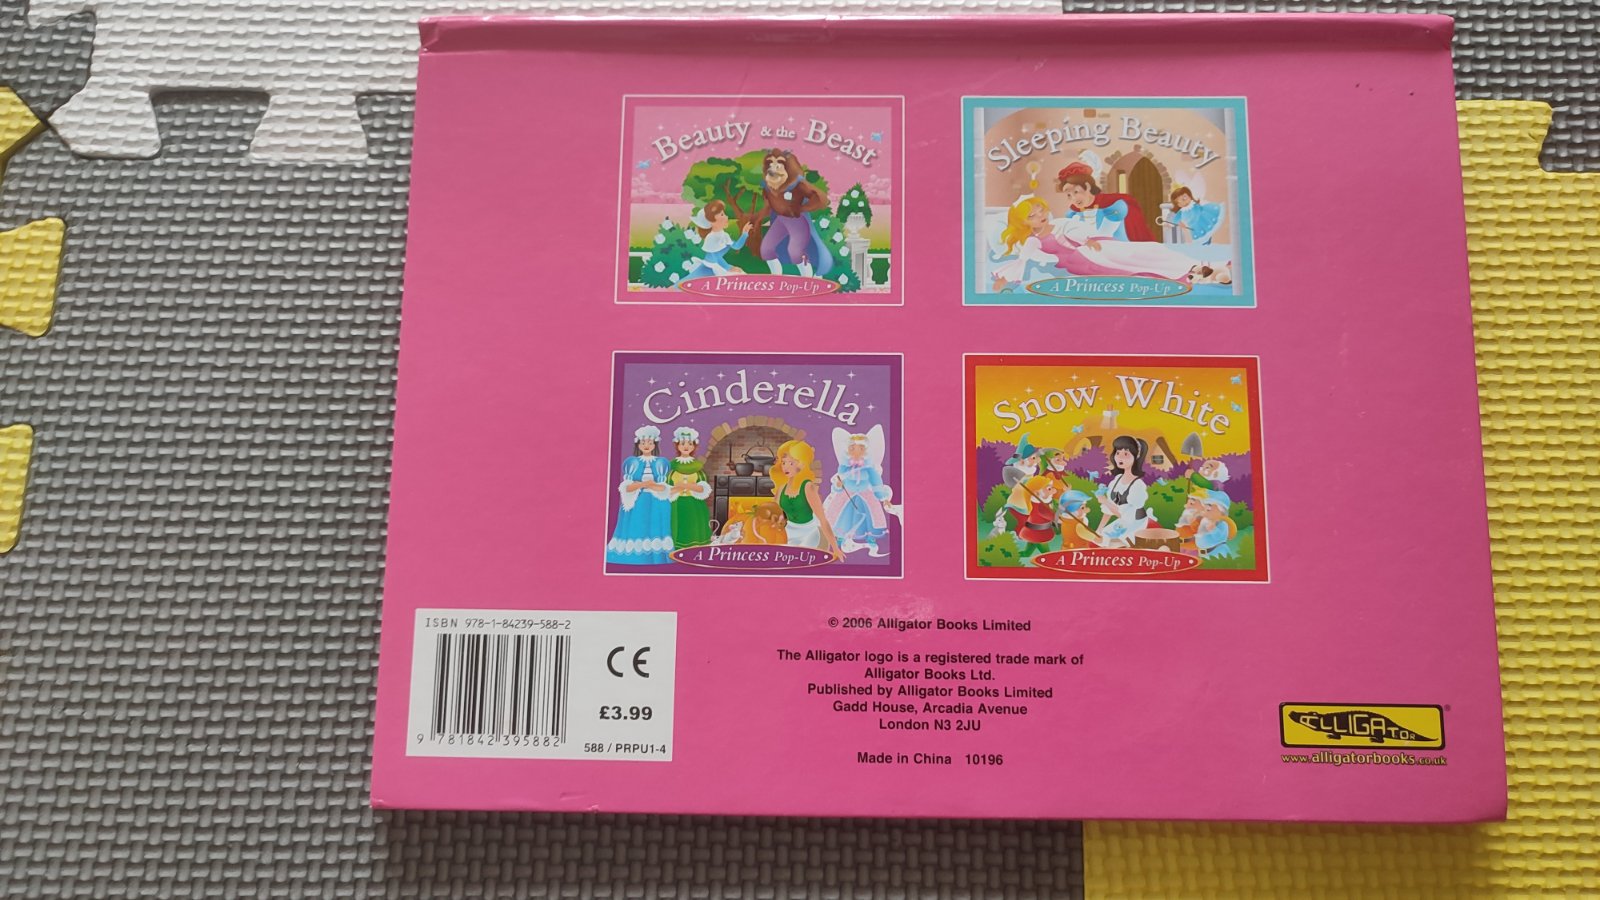 Beauty & the Beast
A Princess Pop-Up
Sleeping Beauty
A Princess Pop-Up
Cinderella
A Princess Pop-Up
Snow White
A Princess Pop-Up
ISBN 978-1-84239-588-2
CE
£3.99
9 781842 395882
588 / PRPU1-4
© 2006 Alligator Books Limited
The Alligator logo is a registered trade mark of
Alligator Books Ltd.
Published by Alligator Books Limited
Gadd House, Arcadia Avenue
London N3 2JU
Made in China 10196
ALLIGATOR®
www.alligatorbooks.co.uk